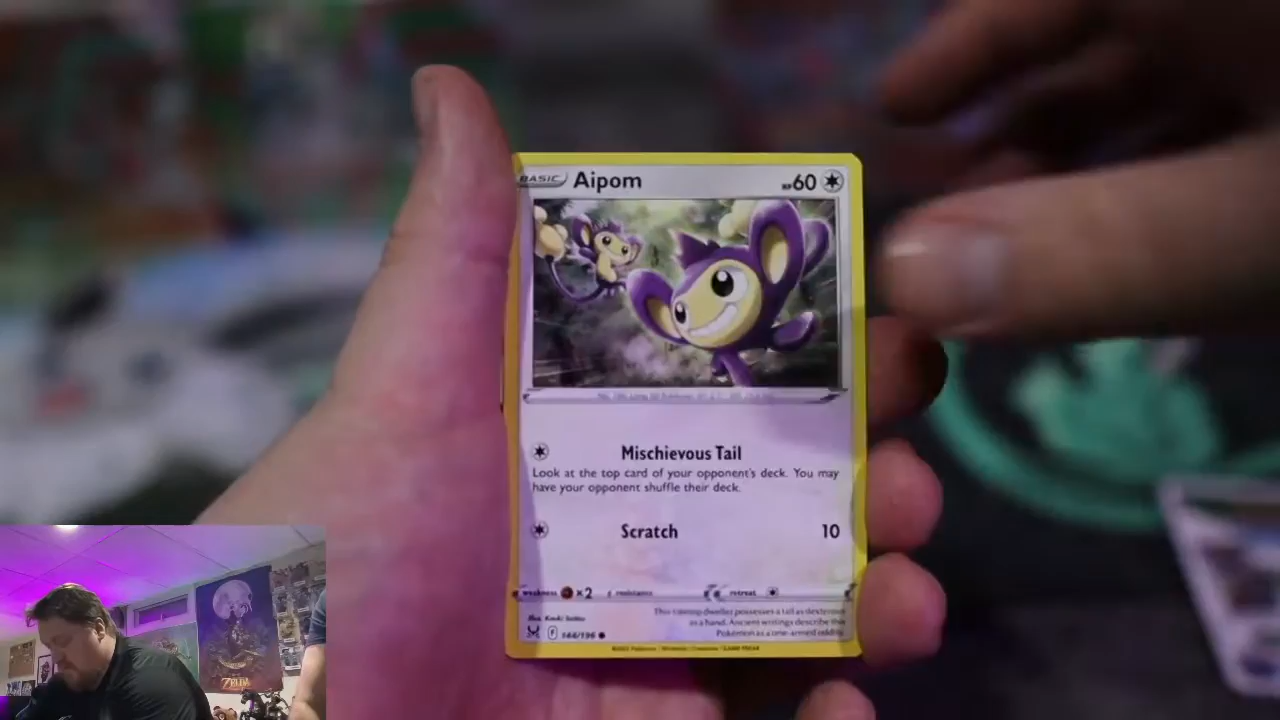 BASIC Aipom HP60
Mischievous Tail
Look at the top card of your opponent's deck. You may
have your opponent shuffle their deck.
Scratch 10
weakness ×2 resistance retreat
This treetop dweller possesses a tail as dexterous
as a hand. Ancient writings describe this
Pokémon as a one-armed oddity.
F 144/196
ZELDA